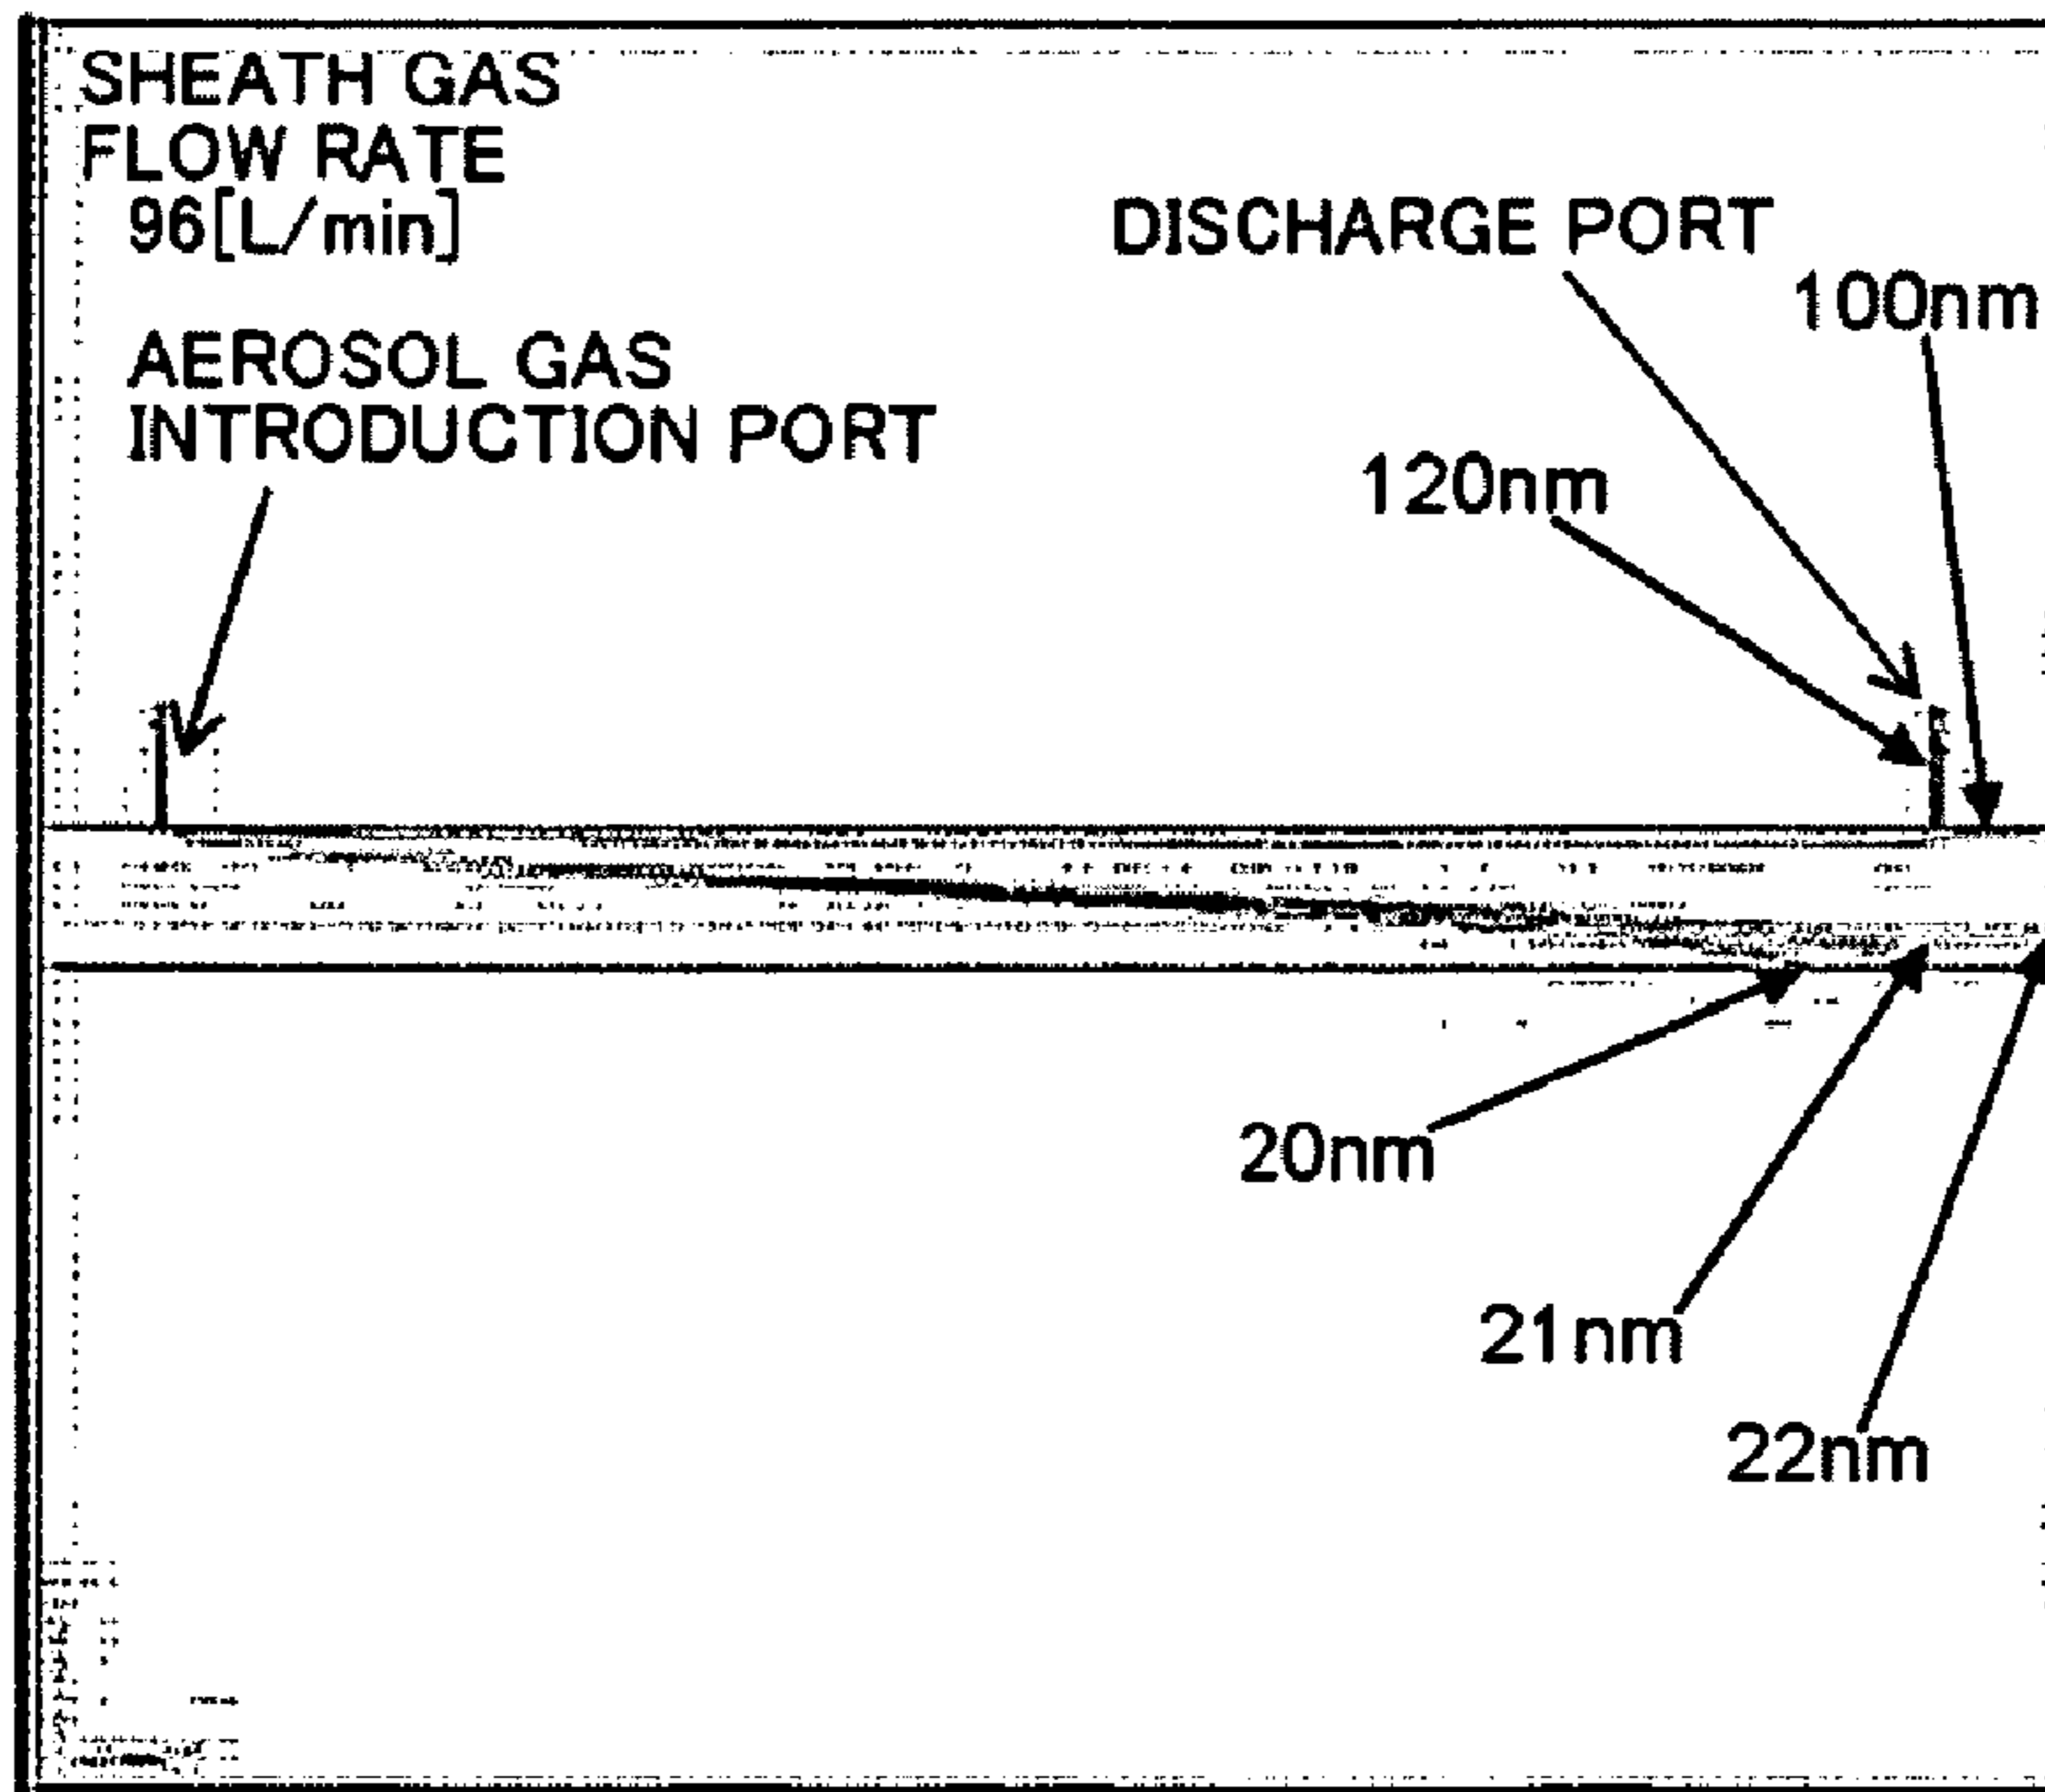 SHEATH GAS
FLOW RATE
96[L/min]
DISCHARGE PORT
100nm
AEROSOL GAS
INTRODUCTION PORT
120nm
20nm
21nm
22nm